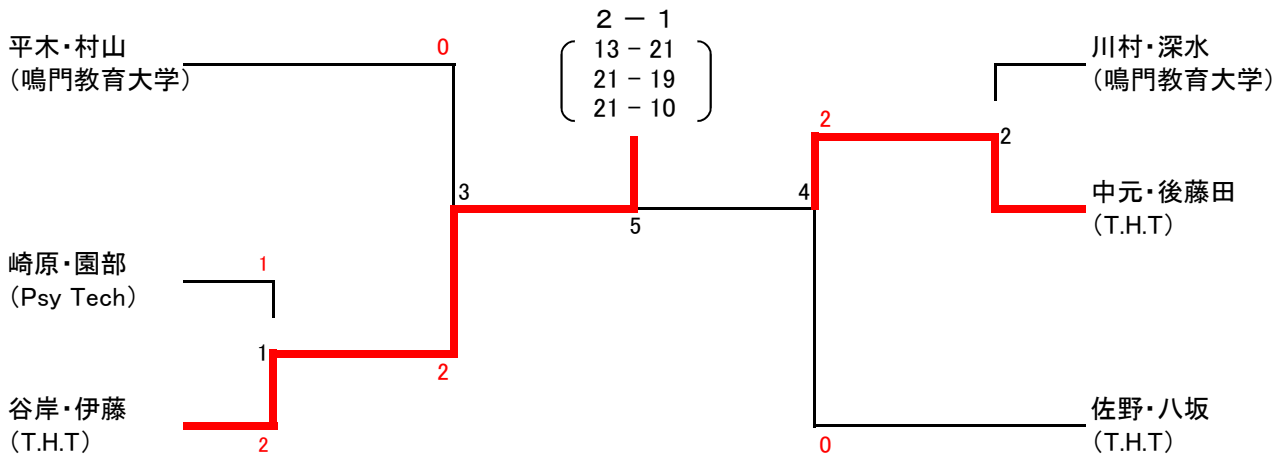 2 － 1
13 － 21
21 － 19
21 － 10
平木・村山
（鳴門教育大学）
0
崎原・園部
（Psy Tech）
1
1
谷岸・伊藤
（T.H.T）
2
2
3
5
4
川村・深水
（鳴門教育大学）
2
2
中元・後藤田
（T.H.T）
佐野・八坂
（T.H.T）
0